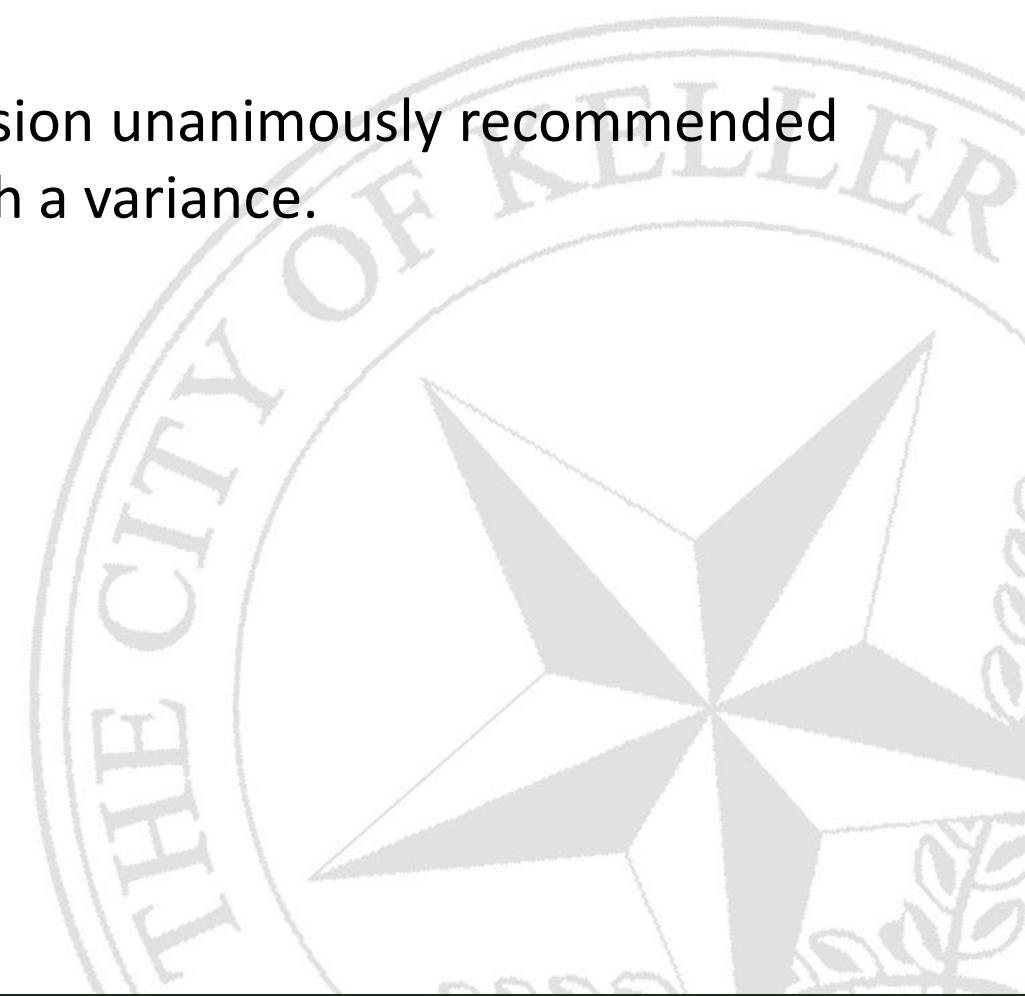 sion unanimously recommended
h a variance.
THE CITY OF KELLER